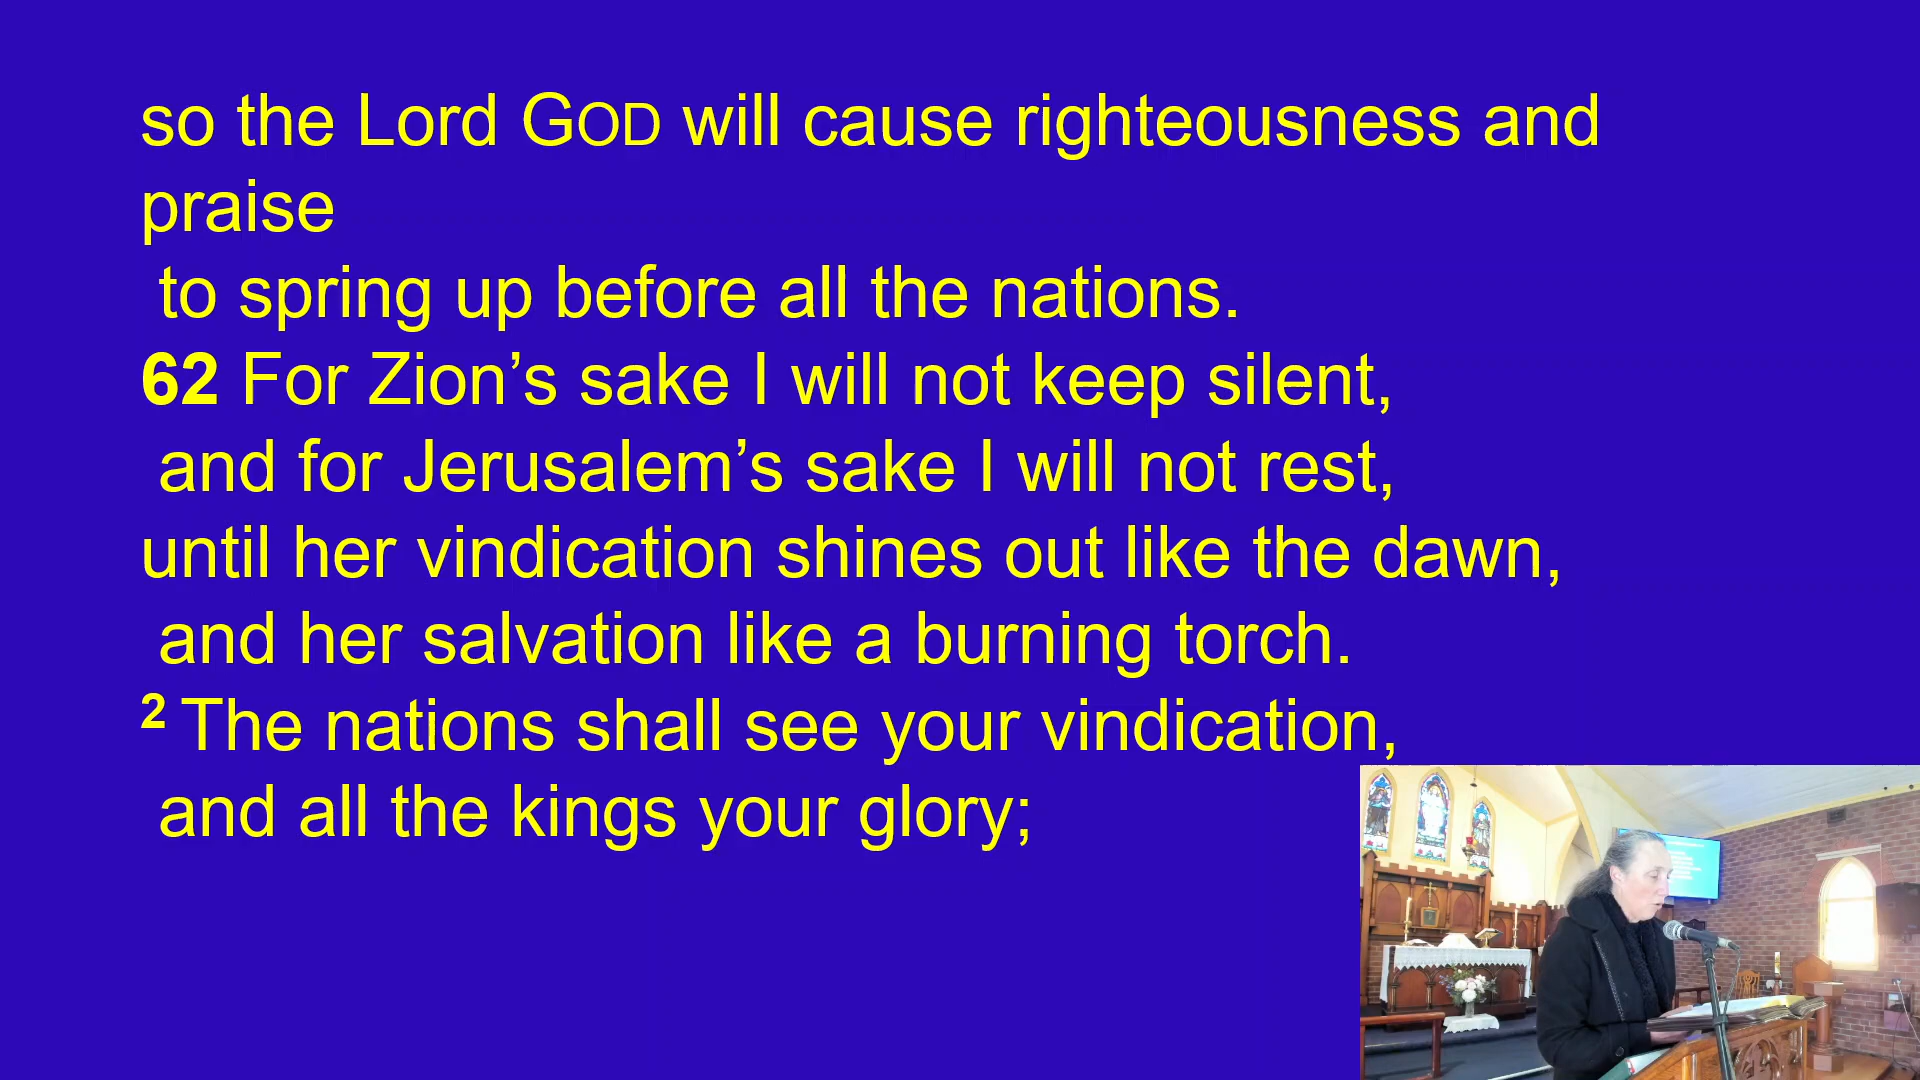 so the Lord GOD will cause righteousness and
praise
to spring up before all the nations.
62 For Zion’s sake I will not keep silent,
and for Jerusalem’s sake I will not rest,
until her vindication shines out like the dawn,
and her salvation like a burning torch.
2 The nations shall see your vindication,
and all the kings your glory;